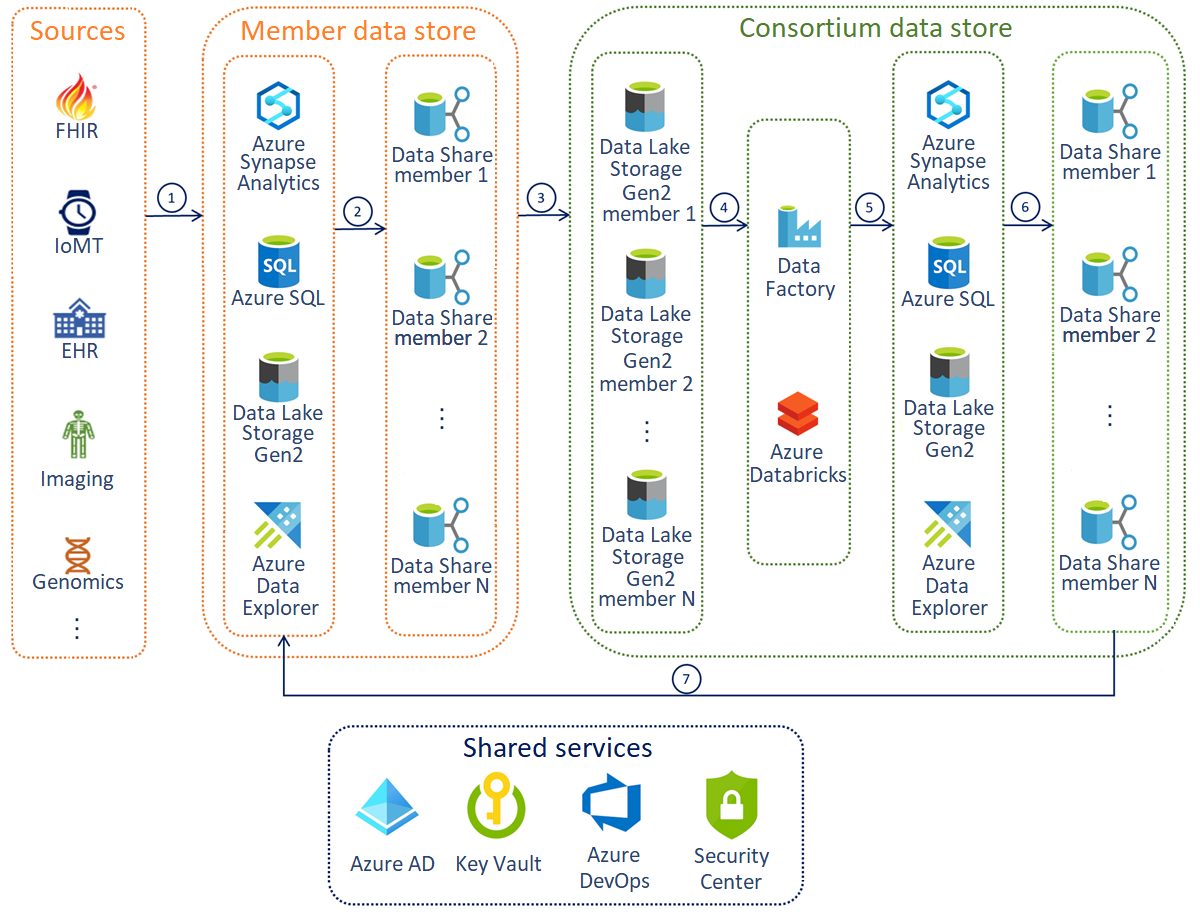 Sources
FHIR
IoMT
EHR
Imaging
Genomics
⋮
1
Member data store
Azure
Synapse
Analytics
SQL
Azure SQL
Data Lake
Storage
Gen2
Azure
Data
Explorer
2
Data Share
member 1
Data Share
member 2
⋮
Data Share
member N
3
Consortium data store
Data Lake
Storage
Gen2
member 1
Data Lake
Storage
Gen2
member 2
⋮
Data Lake
Storage
Gen2
member N
4
Data
Factory
Azure
Databricks
5
Azure
Synapse
Analytics
SQL
Azure SQL
Data Lake
Storage
Gen2
Azure
Data
Explorer
6
Data Share
member 1
Data Share
member 2
⋮
Data Share
member N
7
Shared services
Azure AD
Key Vault
Azure
DevOps
Security
Center